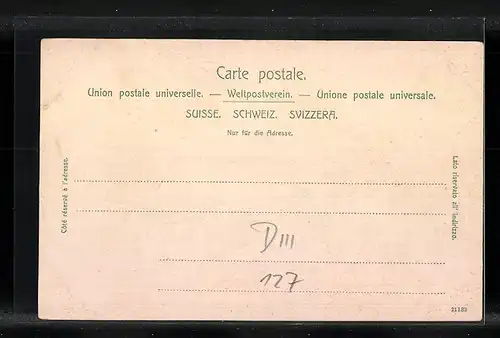 Carte postale.
Union postale universelle. — Weltpostverein. — Unione postale universale.
SUISSE. SCHWEIZ. SVIZZERA.
Nur für die Adresse.
Côté réservé à l'adresse.
Lato riservato all' indirizzo.
DIII
127